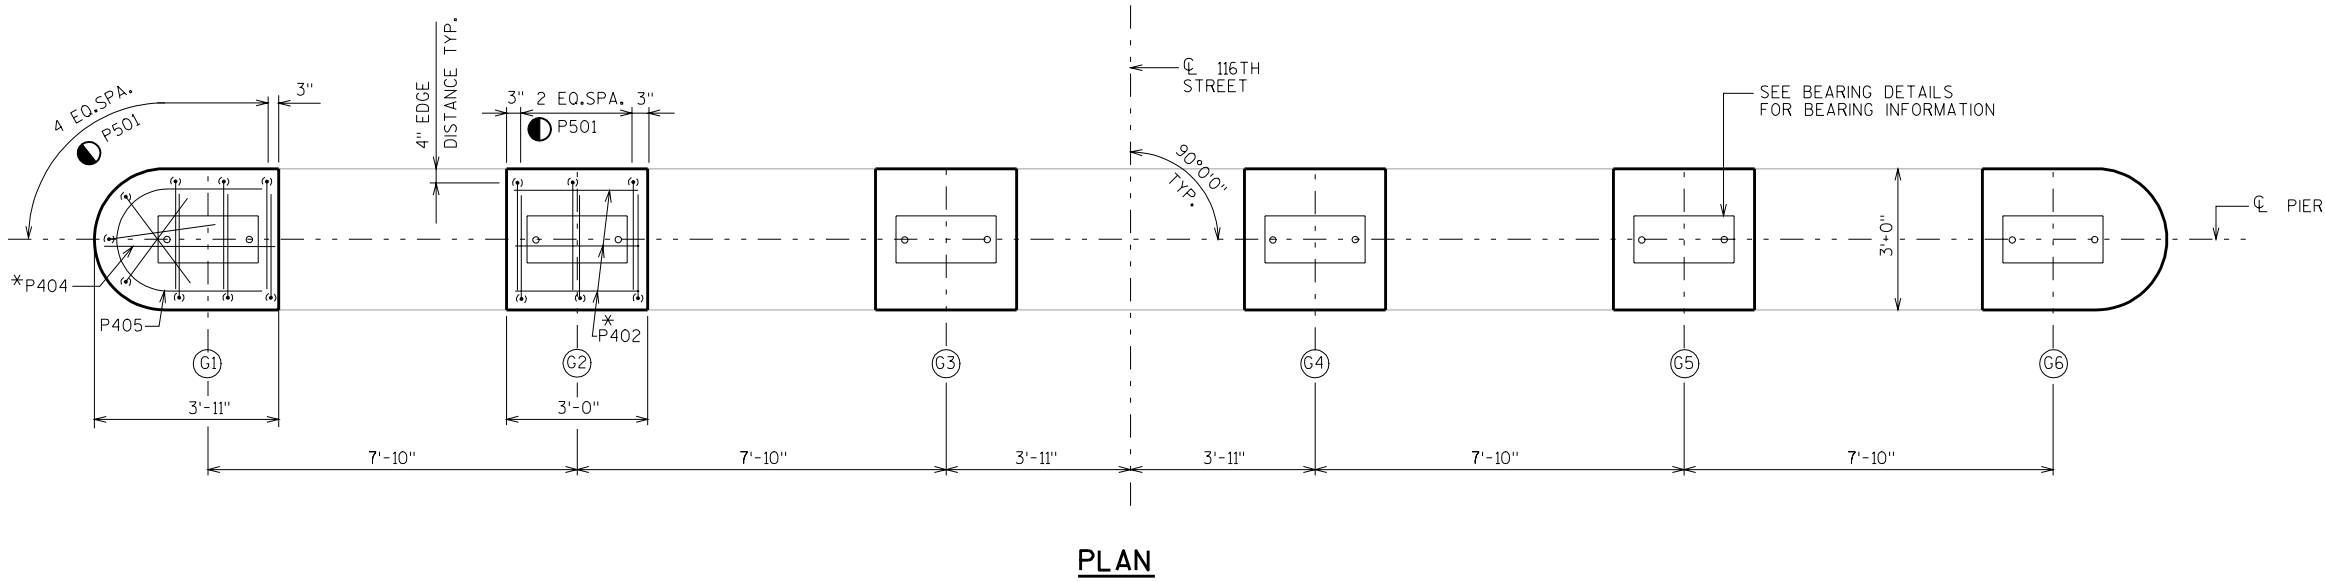 4 EQ.SPA.
P501
3"
4" EDGE
DISTANCE TYP.
3"
2 EQ.SPA.
3"
P501
℄ 116TH
STREET
90°0'0"
TYP.
SEE BEARING DETAILS
FOR BEARING INFORMATION
℄ PIER
3'-0"
*P404
P405
*
P402
G1
G2
G3
G4
G5
G6
3'-11"
3'-0"
7'-10"
7'-10"
3'-11"
3'-11"
7'-10"
7'-10"
PLAN